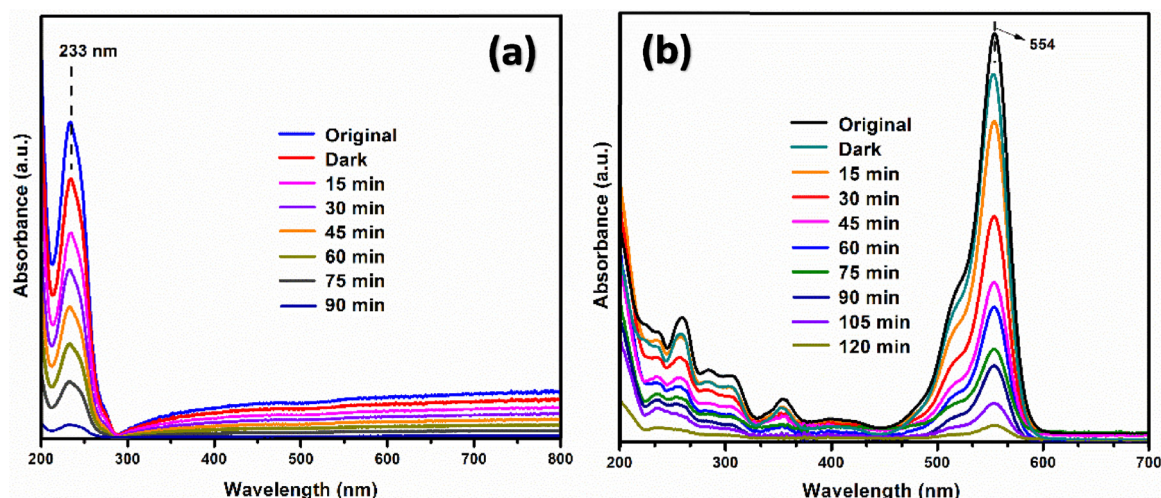 (a)
233 nm
Original
Dark
15 min
30 min
45 min
60 min
75 min
90 min
Absorbance (a.u.)
200 300 400 500 600 700 800
Wavelength (nm)
(b)
554
Original
Dark
15 min
30 min
45 min
60 min
75 min
90 min
105 min
120 min
Absorbance (a.u.)
200 300 400 500 600 700
Wavelength (nm)